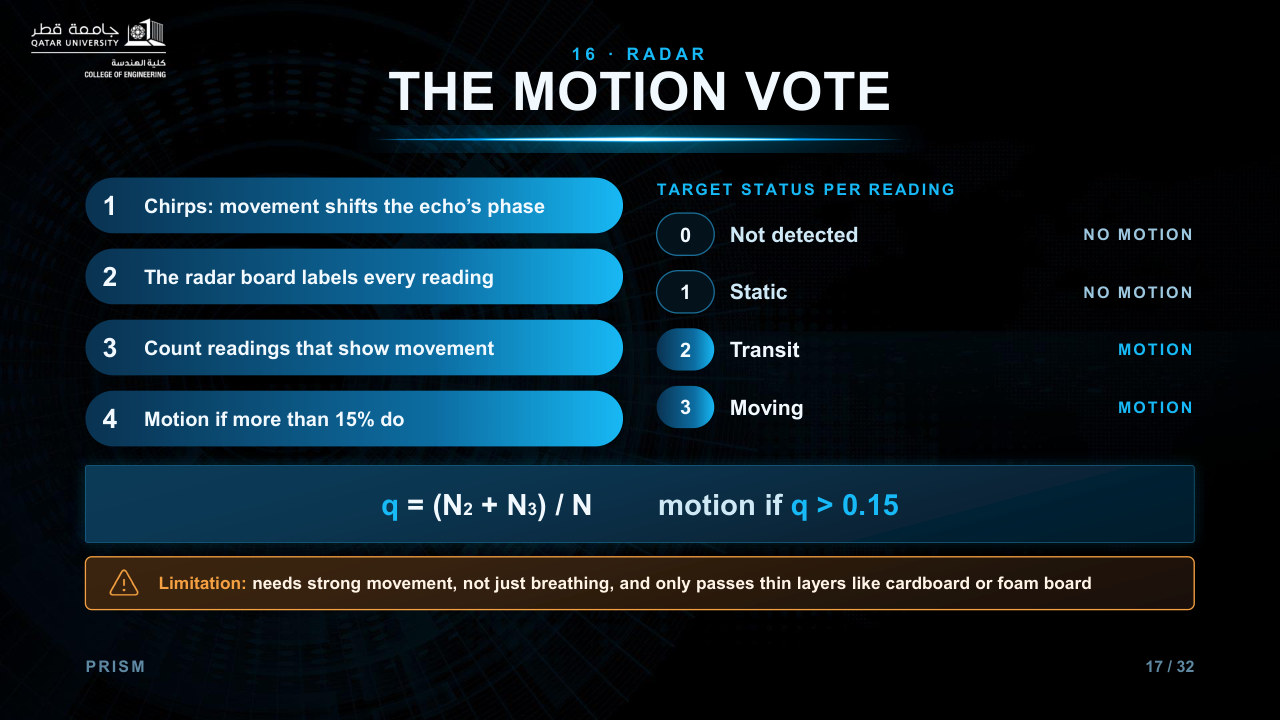 جامعة قطر
QATAR UNIVERSITY
كلية الهندسة
COLLEGE OF ENGINEERING
16 · RADAR
THE MOTION VOTE
1 Chirps: movement shifts the echo’s phase
2 The radar board labels every reading
3 Count readings that show movement
4 Motion if more than 15% do
TARGET STATUS PER READING
0 Not detected NO MOTION
1 Static NO MOTION
2 Transit MOTION
3 Moving MOTION
q = (N₂ + N₃) / N motion if q > 0.15
Limitation: needs strong movement, not just breathing, and only passes thin layers like cardboard or foam board
PRISM
17 / 32